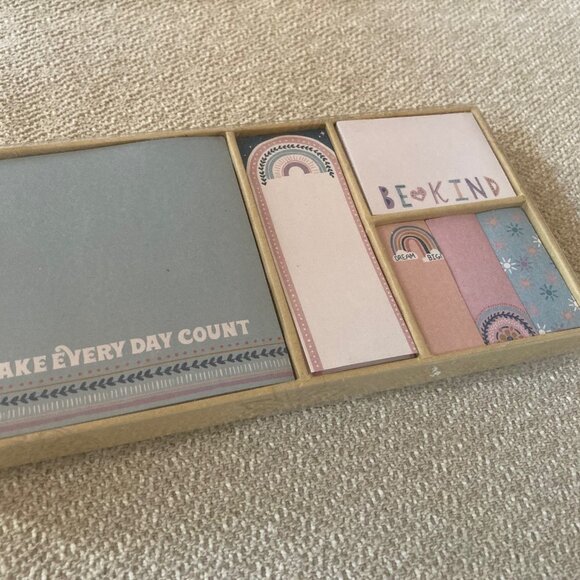 AKE EVERY DAY COUNT
BE KIND
DREAM BIG